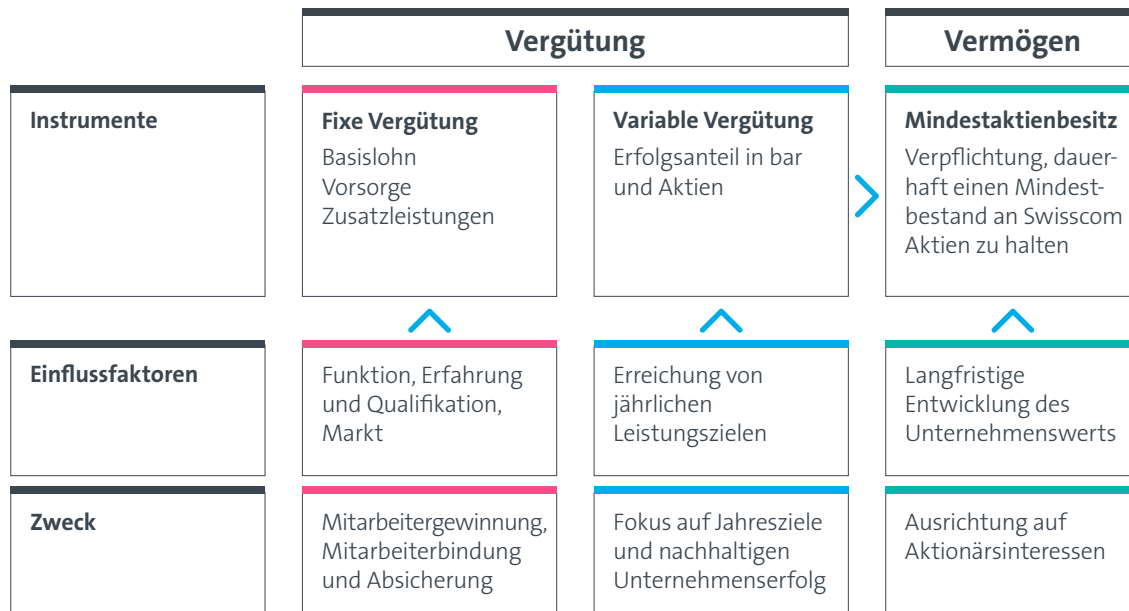 Vergütung
Vermögen
Instrumente
Fixe Vergütung
Basislohn
Vorsorge
Zusatzleistungen
Variable Vergütung
Erfolgsanteil in bar
und Aktien
Mindestaktienbesitz
Verpflichtung, dauer-
haft einen Mindest-
bestand an Swisscom
Aktien zu halten
Einflussfaktoren
Funktion, Erfahrung
und Qualifikation,
Markt
Erreichung von
jährlichen
Leistungszielen
Langfristige
Entwicklung des
Unternehmenswerts
Zweck
Mitarbeitergewinnung,
Mitarbeiterbindung
und Absicherung
Fokus auf Jahresziele
und nachhaltigen
Unternehmenserfolg
Ausrichtung auf
Aktionärsinteressen